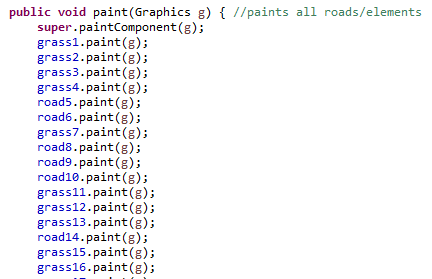 public void paint(Graphics g) { //paints all roads/elements
super.paintComponent(g);
grass1.paint(g);
grass2.paint(g);
grass3.paint(g);
grass4.paint(g);
road5.paint(g);
road6.paint(g);
grass7.paint(g);
road8.paint(g);
road9.paint(g);
road10.paint(g);
grass11.paint(g);
grass12.paint(g);
grass13.paint(g);
road14.paint(g);
grass15.paint(g);
grass16.paint(g);